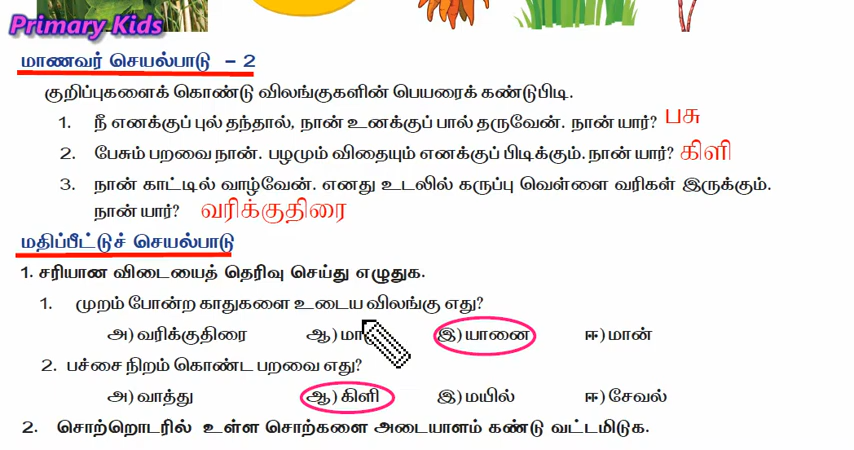 Primary Kids
மாணவர் செயல்பாடு – 2
குறிப்புகளைக் கொண்டு விலங்குகளின் பெயரைக் கண்டுபிடி.
1. நீ எனக்குப் புல் தந்தால், நான் உனக்குப் பால் தருவேன். நான் யார்? பசு
2. பேசும் பறவை நான். பழமும் விதையும் எனக்குப் பிடிக்கும். நான் யார்? கிளி
3. நான் காட்டில் வாழ்வேன். எனது உடலில் கருப்பு வெள்ளை வரிகள் இருக்கும்.
நான் யார்? வரிக்குதிரை
மதிப்பீட்டுச் செயல்பாடு
1. சரியான விடையைத் தெரிவு செய்து எழுதுக.
1. முறம் போன்ற காதுகளை உடைய விலங்கு எது?
அ) வரிக்குதிரை ஆ) இ) யானை ஈ) மான்
2. பச்சை நிறம் கொண்ட பறவை எது?
அ) வாத்து ஆ) கிளி இ) மயில் ஈ) சேவல்
2. சொற்றொடரில் உள்ள சொற்களை அடையாளம் கண்டு வட்டமிடுக.